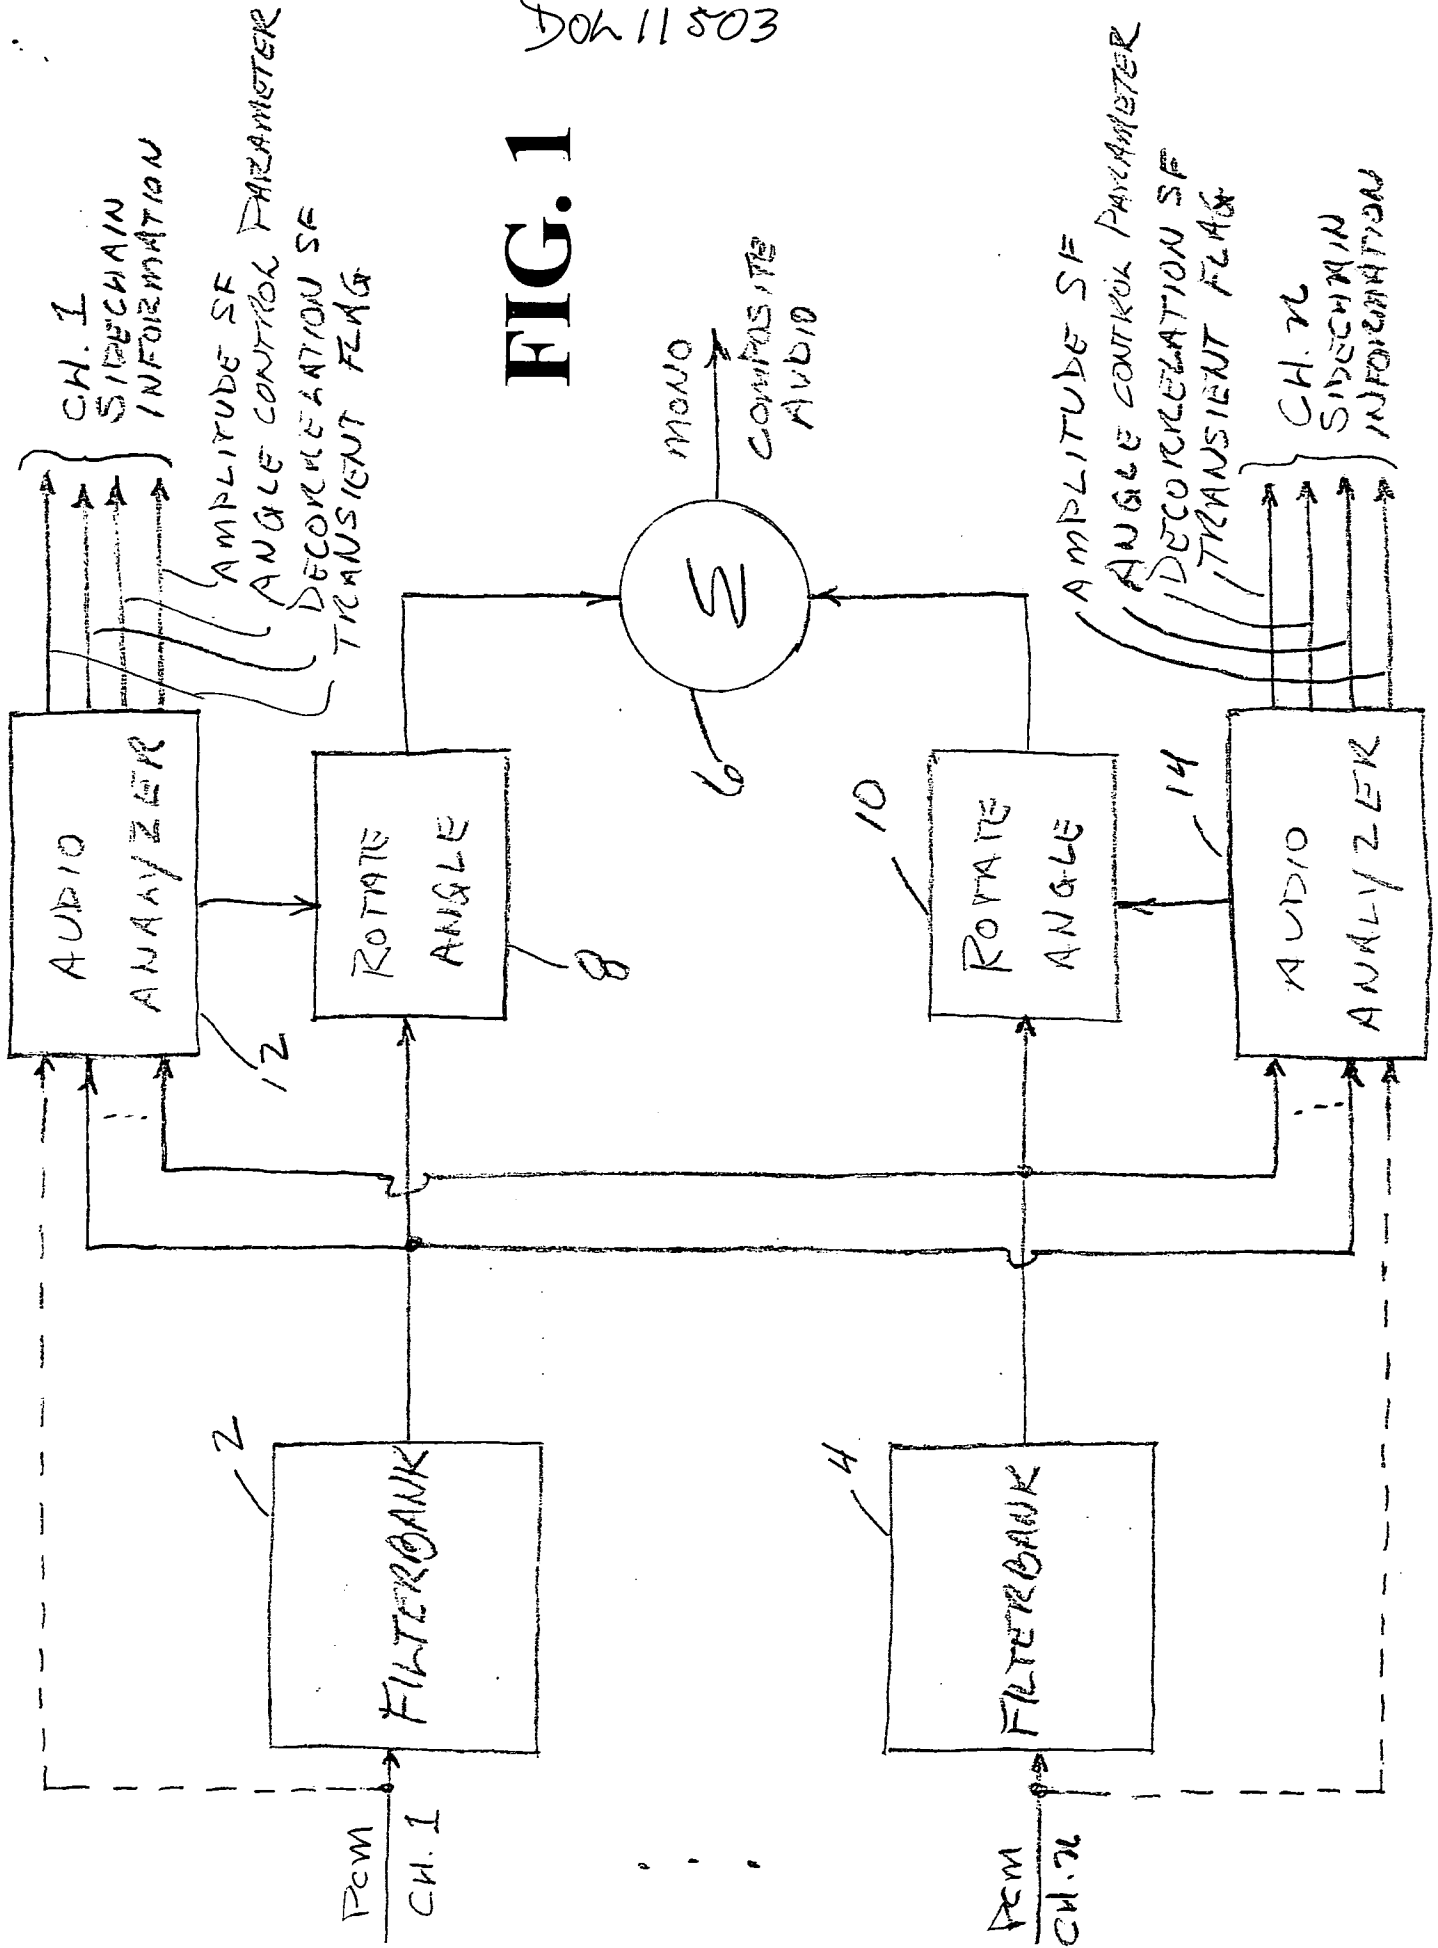 DOL11503
FIG. 1
CH. 1
SIDECHAIN
INFORMATION
AMPLITUDE SF
ANGLE CONTROL PARAMETER
DECORRELATION SF
TRANSIENT FLAG
AUDIO
ANALYZER
12
ROTATE
ANGLE
8
MONO
COMPOSITE
AUDIO
Σ
6
2
FILTERBANK
PCM
CH. 1
. . .
AMPLITUDE SF
ANGLE CONTROL PARAMETER
DECORRELATION SF
TRANSIENT FLAG
CH. n
SIDECHAIN
INFORMATION
10
ROTATE
ANGLE
14
AUDIO
ANALYZER
4
FILTERBANK
PCM
CH. n